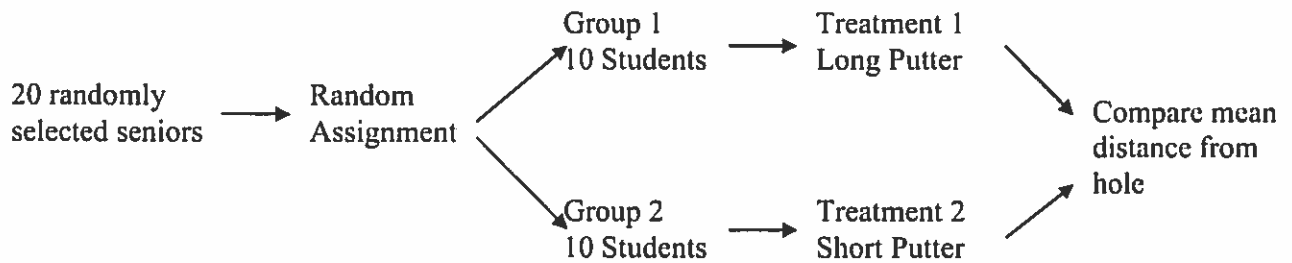 20 randomly
selected seniors
Random
Assignment
Group 1
10 Students
Treatment 1
Long Putter
Group 2
10 Students
Treatment 2
Short Putter
Compare mean
distance from
hole